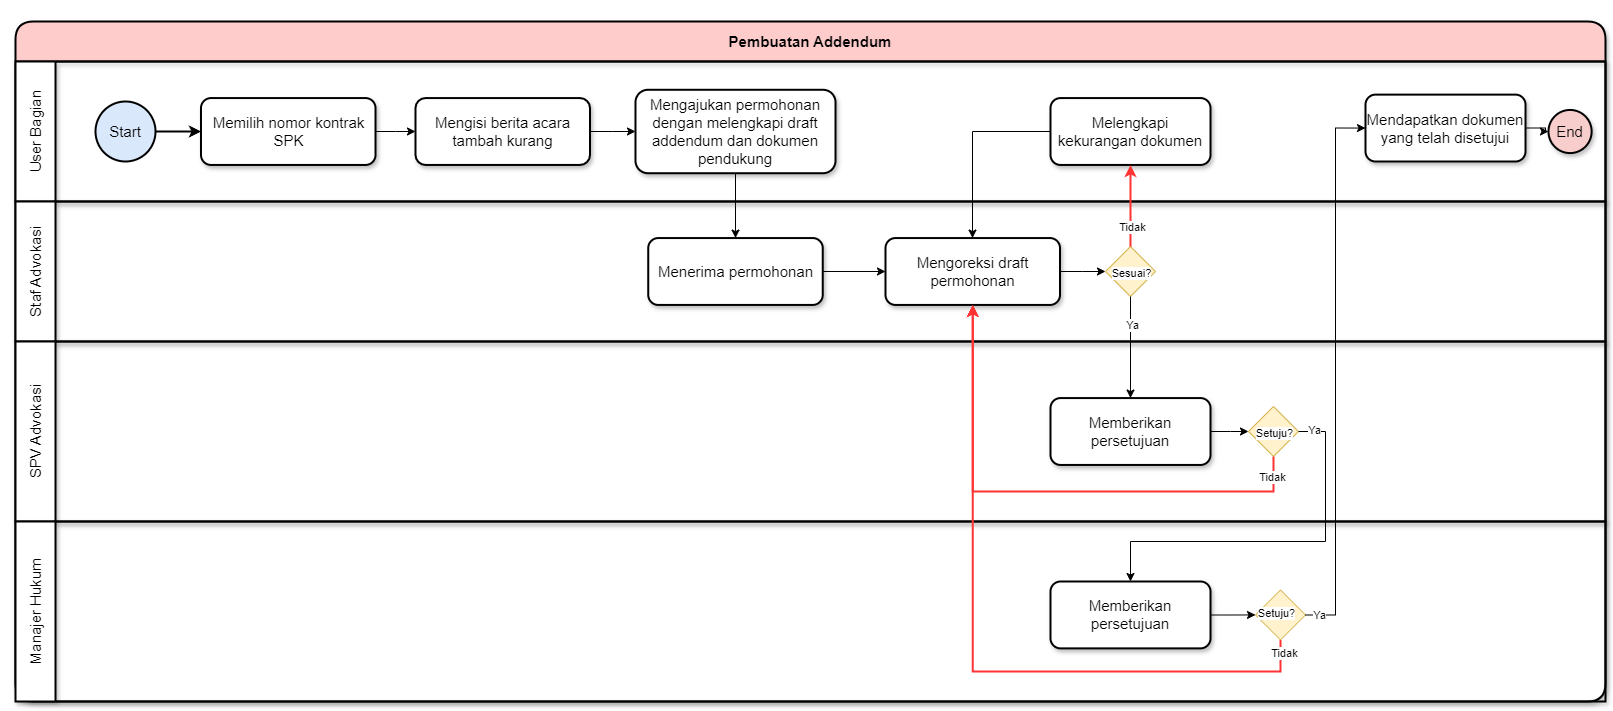 Pembuatan Addendum
User Bagian
Start
Memilih nomor kontrak
SPK
Mengisi berita acara
tambah kurang
Mengajukan permohonan
dengan melengkapi draft
addendum dan dokumen
pendukung
Melengkapi
kekurangan dokumen
Mendapatkan dokumen
yang telah disetujui
End
Staf Advokasi
Menerima permohonan
Mengoreksi draft
permohonan
Sesuai?
Tidak
Ya
SPV Advokasi
Memberikan
persetujuan
Setuju?
Ya
Tidak
Manajer Hukum
Memberikan
persetujuan
Setuju?
Ya
Tidak